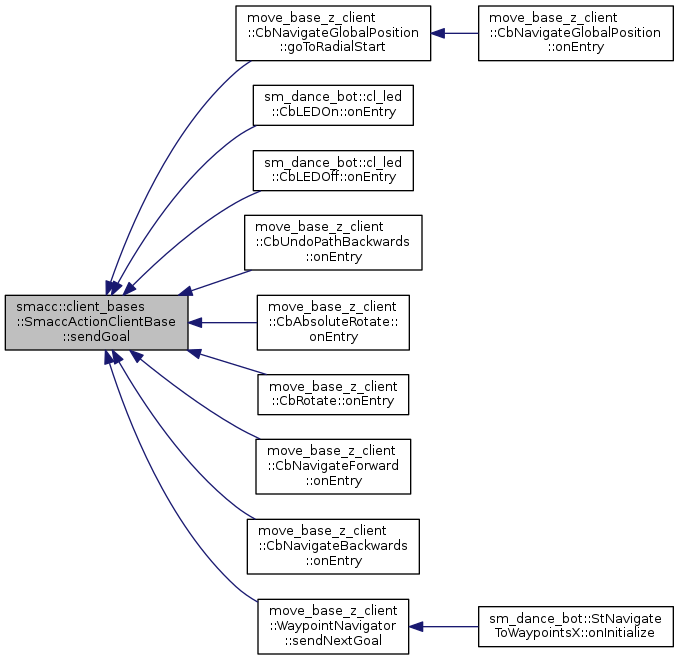 move_base_z_client
::CbNavigateGlobalPosition
::goToRadialStart
move_base_z_client
::CbNavigateGlobalPosition
::onEntry
sm_dance_bot::cl_led
::CbLEDOn::onEntry
sm_dance_bot::cl_led
::CbLEDOff::onEntry
move_base_z_client
::CbUndoPathBackwards
::onEntry
smacc::client_bases
::SmaccActionClientBase
::sendGoal
move_base_z_client
::CbAbsoluteRotate::
onEntry
move_base_z_client
::CbRotate::onEntry
move_base_z_client
::CbNavigateForward
::onEntry
move_base_z_client
::CbNavigateBackwards
::onEntry
move_base_z_client
::WaypointNavigator
::sendNextGoal
sm_dance_bot::StNavigate
ToWaypointsX::onInitialize